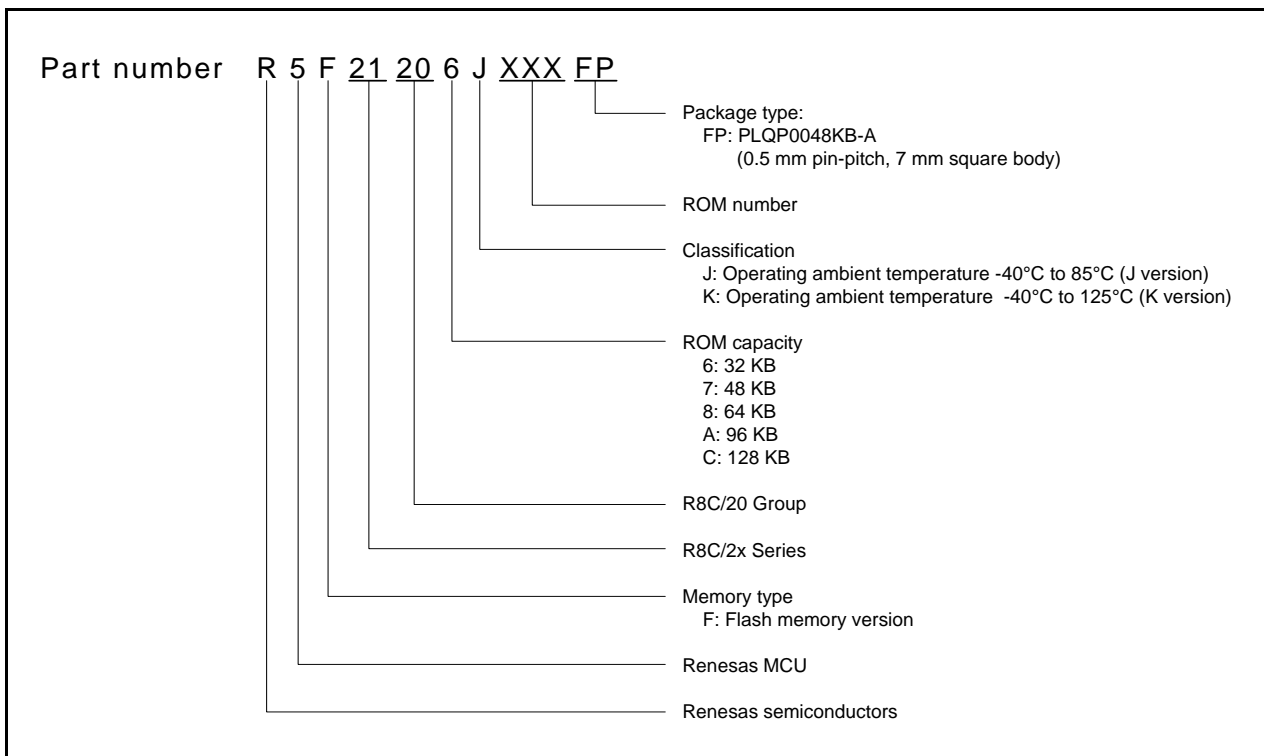 Part number R 5 F 21 20 6 J XXX FP
Package type:
FP: PLQP0048KB-A
(0.5 mm pin-pitch, 7 mm square body)
ROM number
Classification
J: Operating ambient temperature -40°C to 85°C (J version)
K: Operating ambient temperature -40°C to 125°C (K version)
ROM capacity
6: 32 KB
7: 48 KB
8: 64 KB
A: 96 KB
C: 128 KB
R8C/20 Group
R8C/2x Series
Memory type
F: Flash memory version
Renesas MCU
Renesas semiconductors